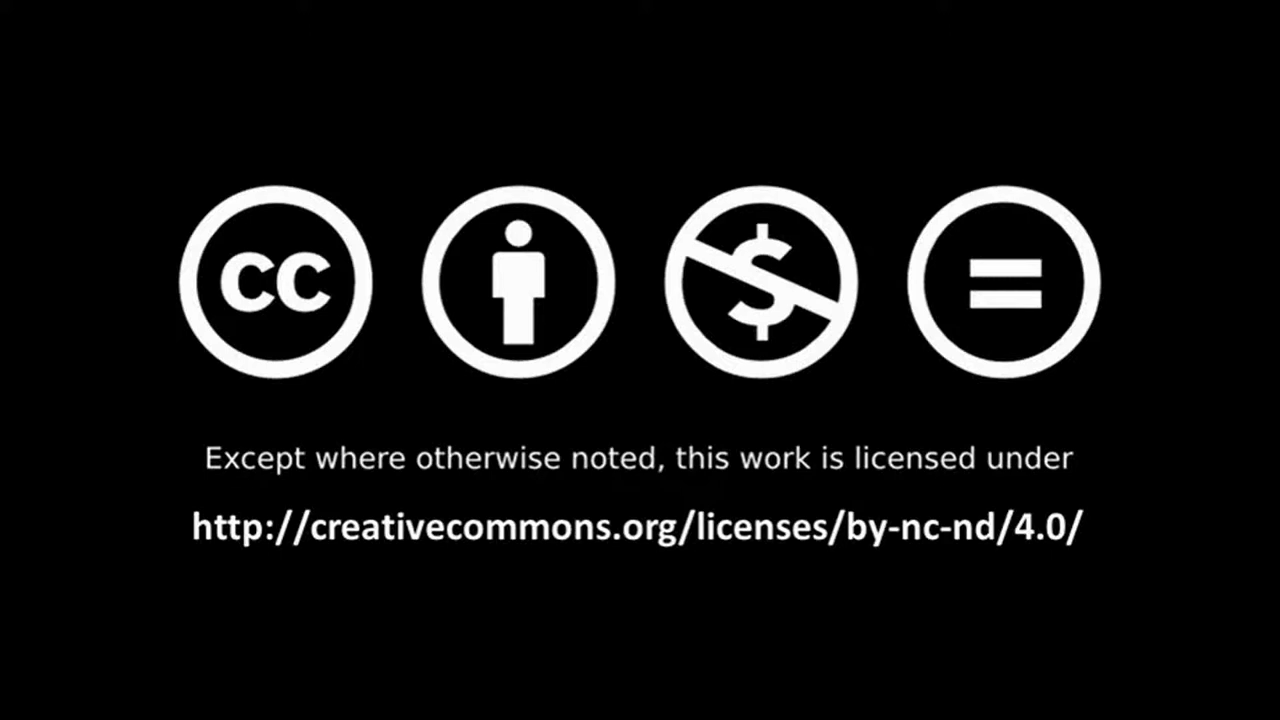 cc $ =
Except where otherwise noted, this work is licensed under
http://creativecommons.org/licenses/by-nc-nd/4.0/